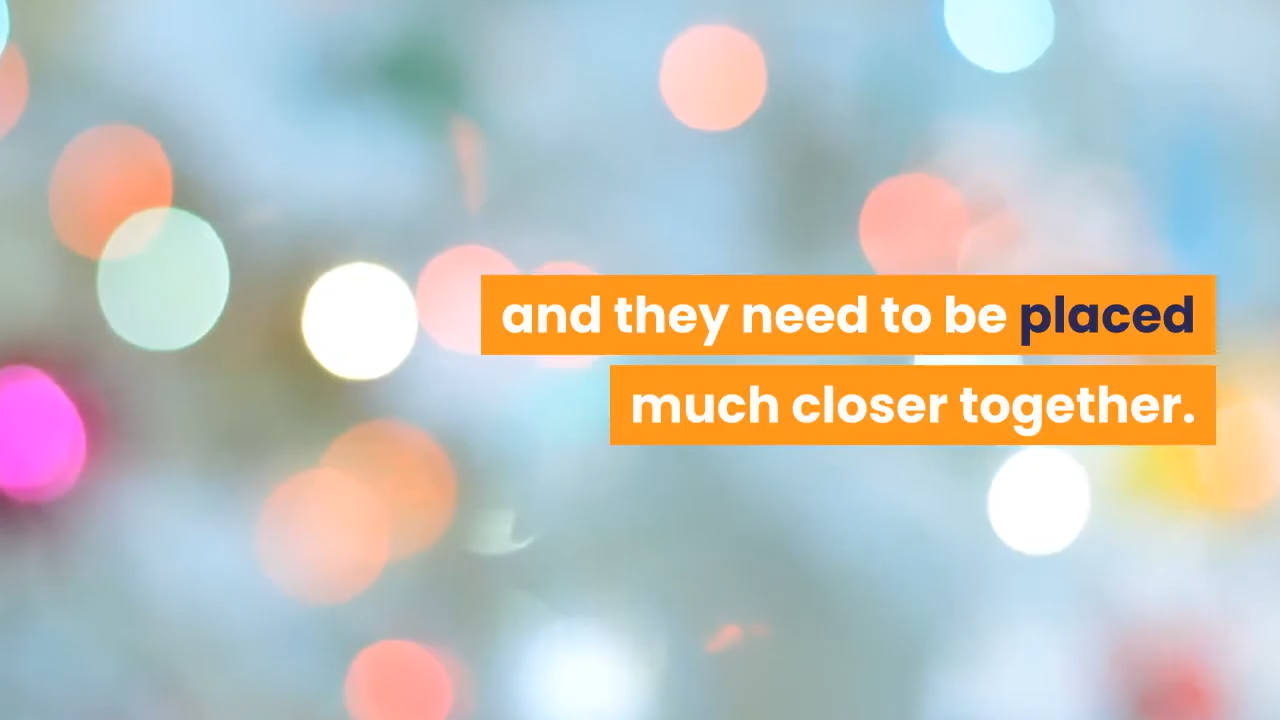 and they need to be placed
much closer together.